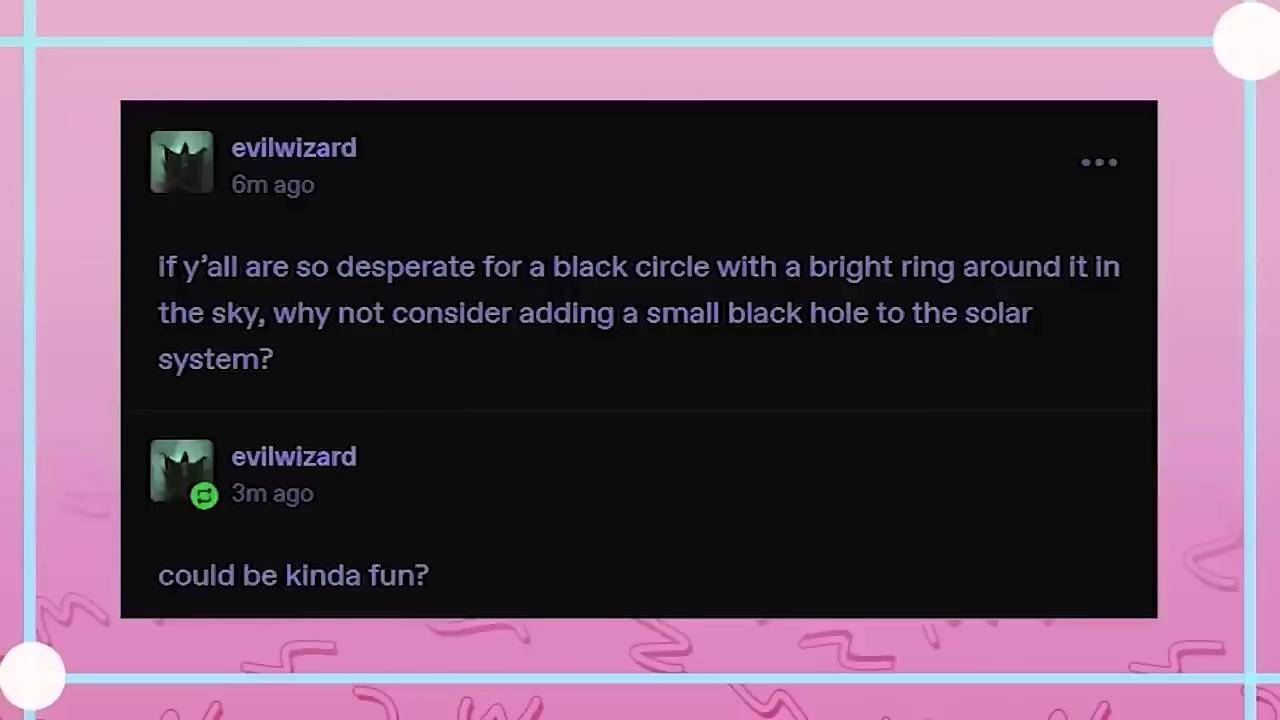 evilwizard
6m ago
if y’all are so desperate for a black circle with a bright ring around it in
the sky, why not consider adding a small black hole to the solar
system?
evilwizard
3m ago
could be kinda fun?